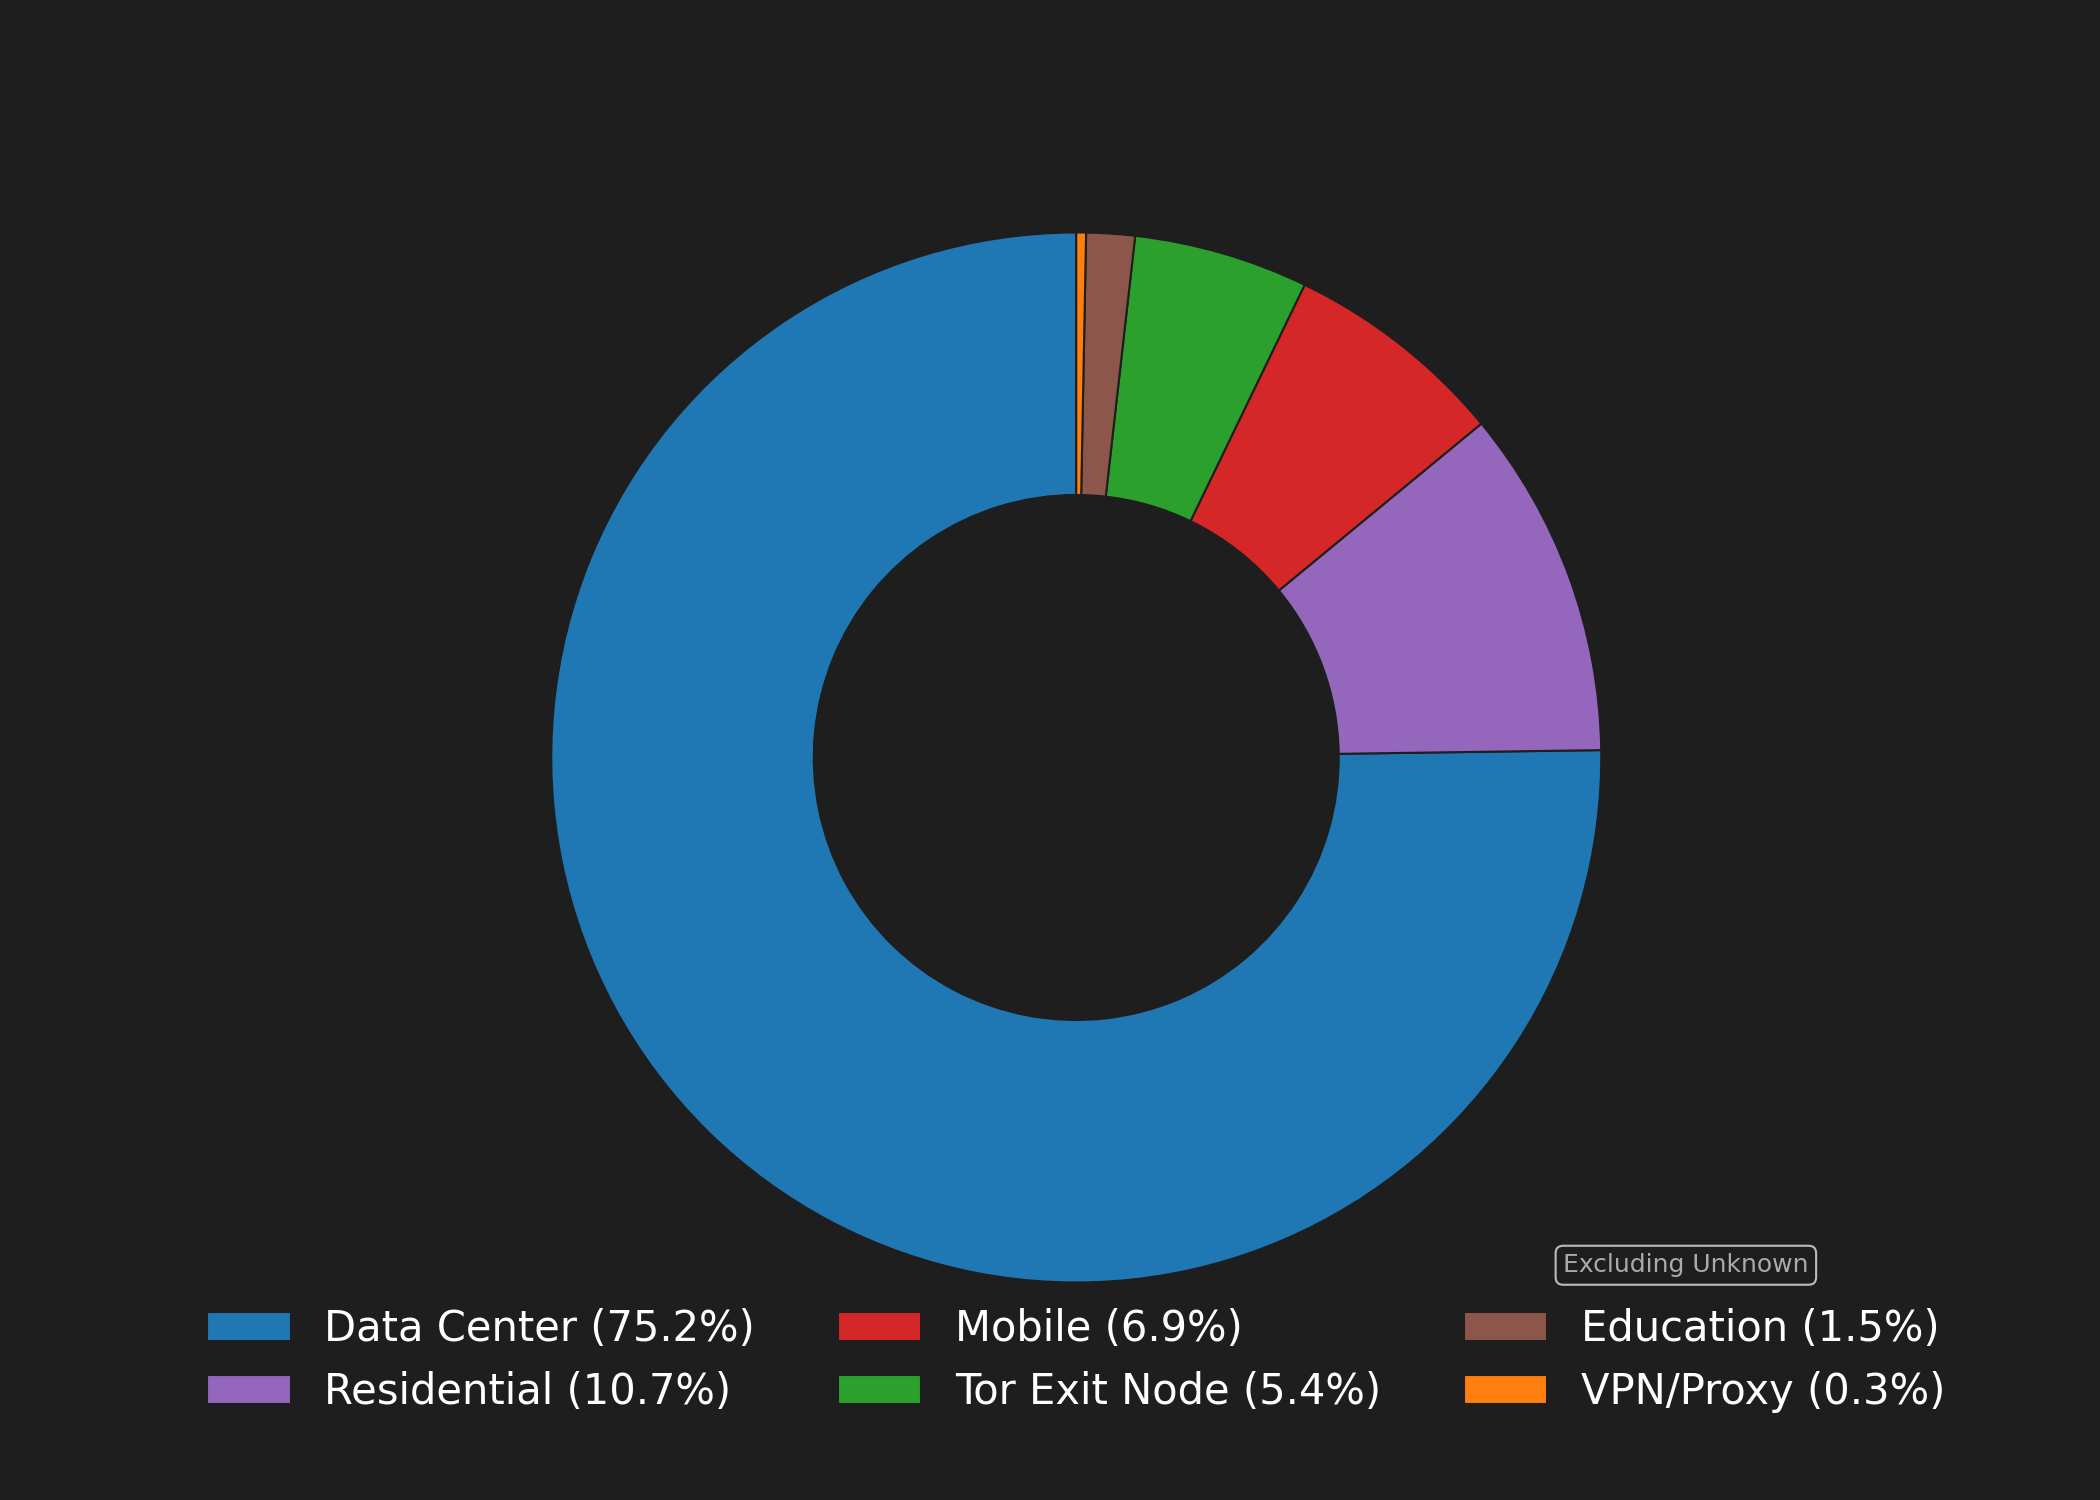 Excluding Unknown
Data Center (75.2%)
Residential (10.7%)
Mobile (6.9%)
Tor Exit Node (5.4%)
Education (1.5%)
VPN/Proxy (0.3%)